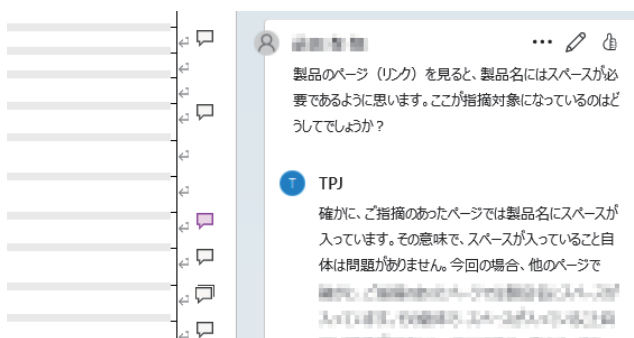 製品のページ（リンク）を見ると、製品名にはスペースが必
要であるように思います。ここが指摘対象になっているのはど
うしてでしょうか？
T TPJ
確かに、ご指摘のあったページでは製品名にスペースが
入っています。その意味で、スペースが入っていること自
体は問題がありません。今回の場合、他のページで